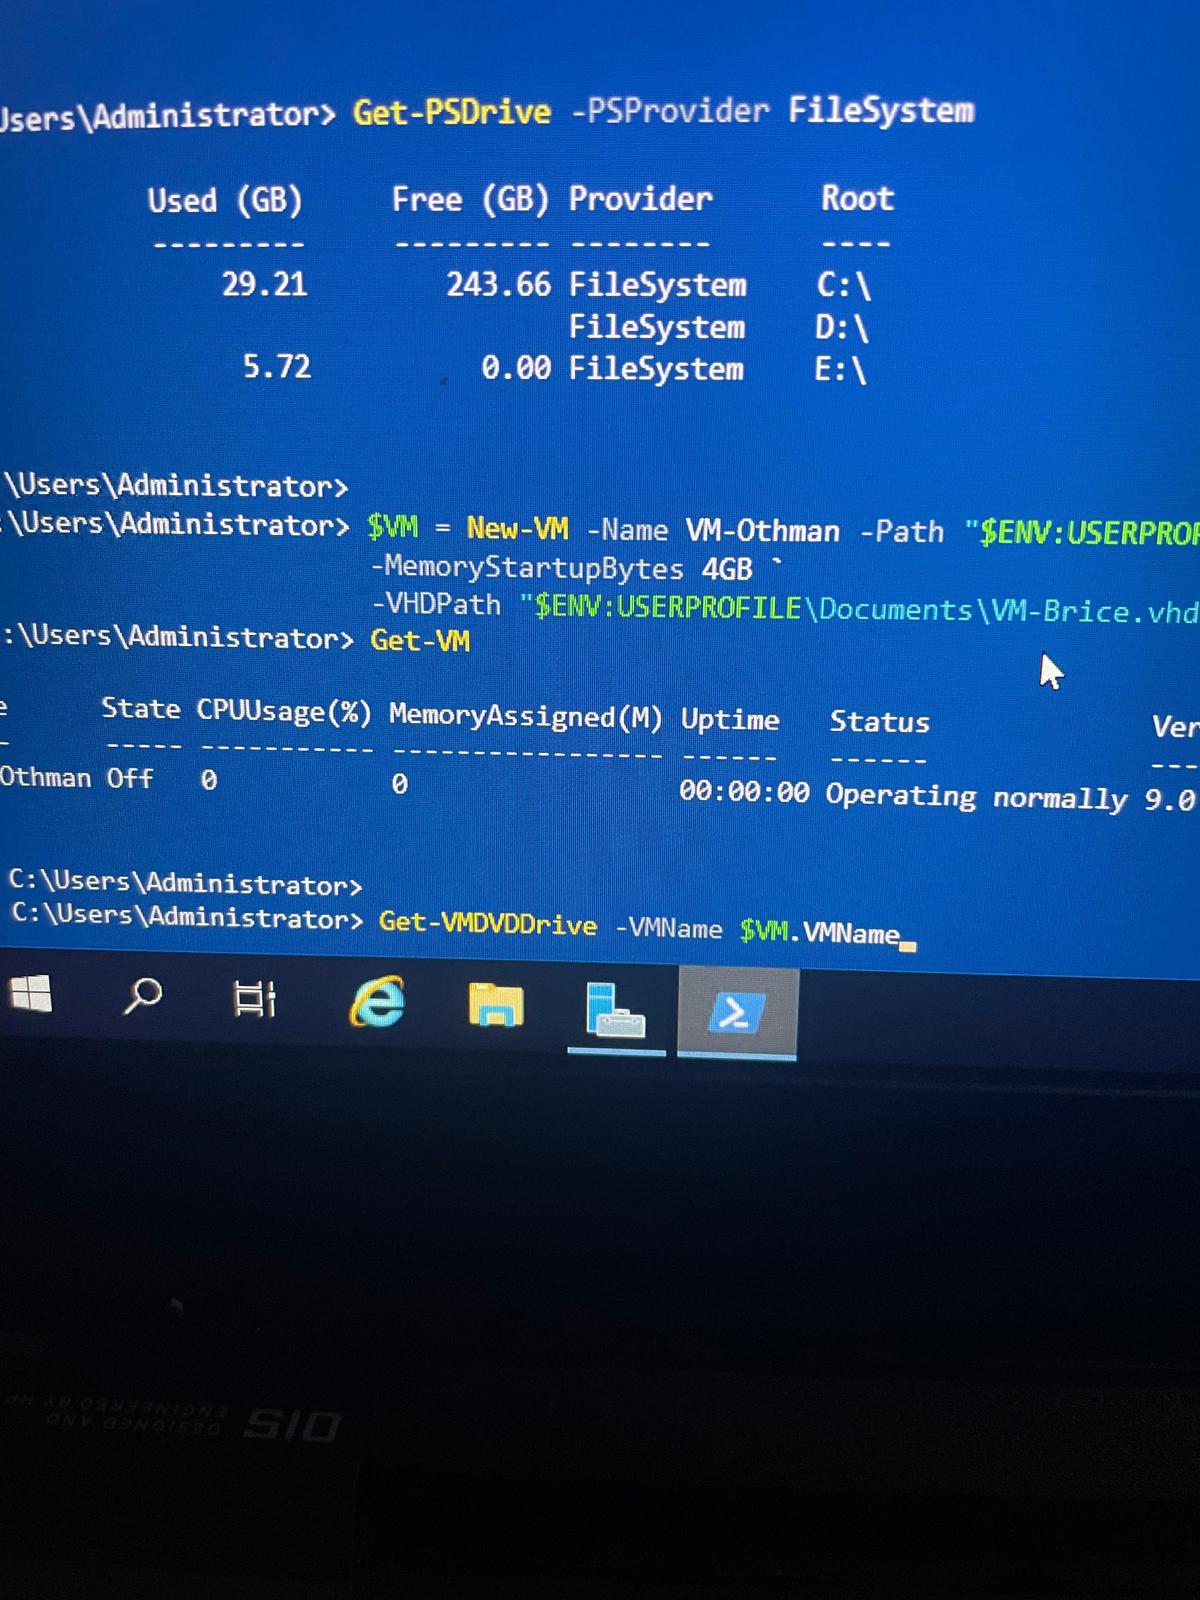 Users\Administrator> Get-PSDrive -PSProvider FileSystem
Used (GB) Free (GB) Provider Root
--------- --------- -------- ----
29.21 243.66 FileSystem C:\
FileSystem D:\
5.72 0.00 FileSystem E:\
\Users\Administrator>
:\Users\Administrator> $VM = New-VM -Name VM-Othman -Path "$ENV:USERPROF
-MemoryStartupBytes 4GB `
-VHDPath "$ENV:USERPROFILE\Documents\VM-Brice.vhd
:\Users\Administrator> Get-VM
e State CPUUsage(%) MemoryAssigned(M) Uptime Status Ver
- ----- ----------- ----------------- ------ ------ ---
Othman Off 0 0 00:00:00 Operating normally 9.0
C:\Users\Administrator>
C:\Users\Administrator> Get-VMDVDDrive -VMName $VM.VMName
DESIGNED AND
ENGINEERED BY HP